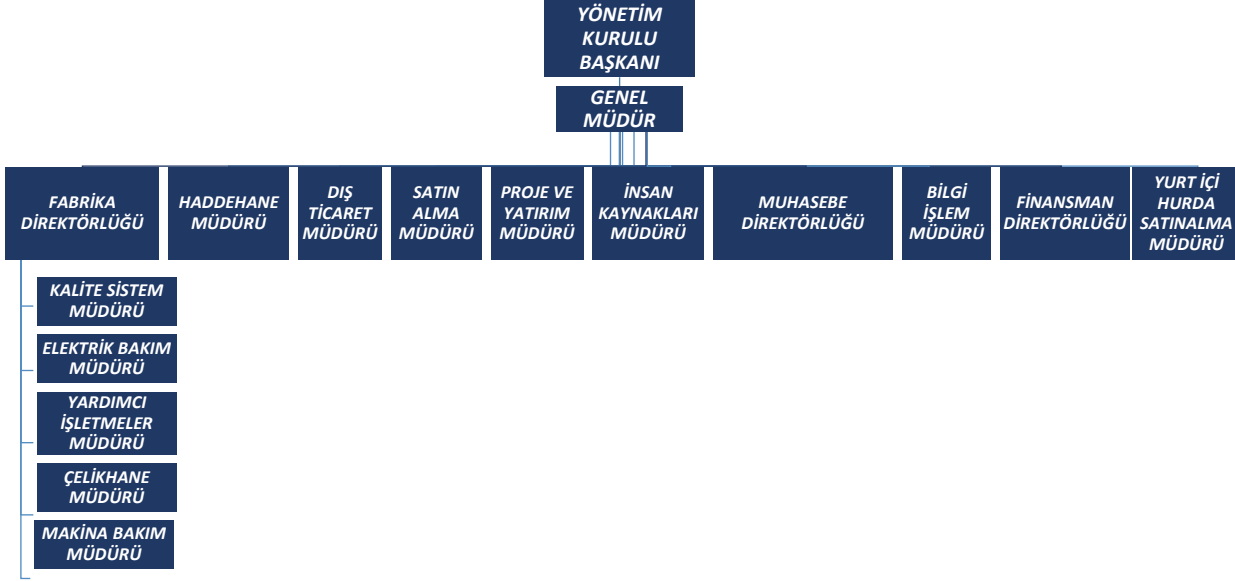 YÖNETİM
KURULU
BAŞKANI
GENEL
MÜDÜR
FABRİKA
DİREKTÖRLÜĞÜ
HADDEHANE
MÜDÜRÜ
DIŞ
TİCARET
MÜDÜRÜ
SATIN
ALMA
MÜDÜRÜ
PROJE VE
YATIRIM
MÜDÜRÜ
İNSAN
KAYNAKLARI
MÜDÜRÜ
MUHASEBE
DİREKTÖRLÜĞÜ
BİLGİ
İŞLEM
MÜDÜRÜ
FİNANSMAN
DİREKTÖRLÜĞÜ
YURT İÇİ
HURDA
SATINALMA
MÜDÜRÜ
KALİTE SİSTEM
MÜDÜRÜ
ELEKTRİK BAKIM
MÜDÜRÜ
YARDIMCI
İŞLETMELER
MÜDÜRÜ
ÇELİKHANE
MÜDÜRÜ
MAKİNA BAKIM
MÜDÜRÜ